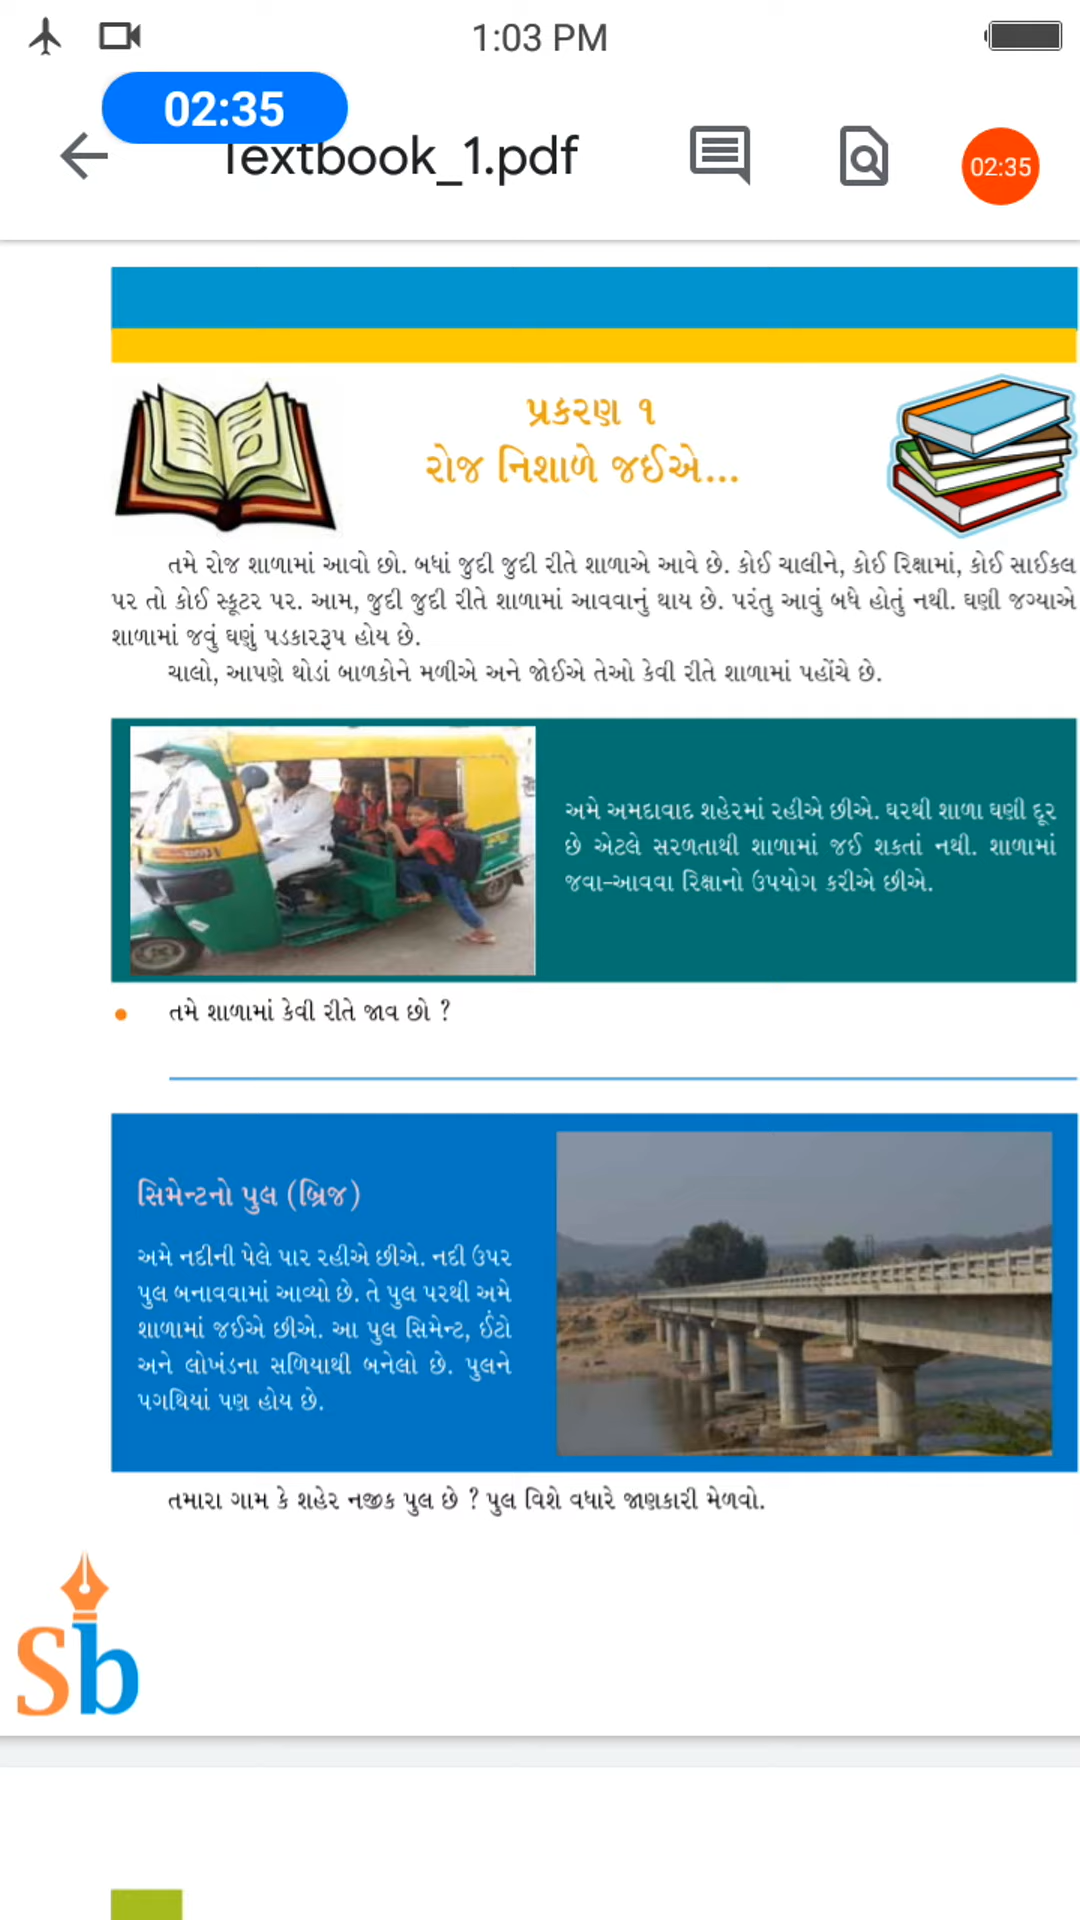 1:03 PM
02:35
Textbook_1.pdf
02:35
પ્રકરણ ૧
રોજ નિશાળે જઈએ...
તમે રોજ શાળામાં આવો છો. બધાં જુદી જુદી રીતે શાળાએ આવે છે. કોઈ ચાલીને, કોઈ રિક્ષામાં, કોઈ સાઈકલ
પર તો કોઈ સ્કૂટર પર. આમ, જુદી જુદી રીતે શાળામાં આવવાનું થાય છે. પરંતુ આવું બધે હોતું નથી. ઘણી જગ્યાએ
શાળામાં જવું ઘણું પડકારરૂપ હોય છે.
ચાલો, આપણે થોડાં બાળકોને મળીએ અને જોઈએ તેઓ કેવી રીતે શાળામાં પહોંચે છે.
અમે અમદાવાદ શહેરમાં રહીએ છીએ. ઘરથી શાળા ઘણી દૂર
છે એટલે સરળતાથી શાળામાં જઈ શકતાં નથી. શાળામાં
જવા-આવવા રિક્ષાનો ઉપયોગ કરીએ છીએ.
• તમે શાળામાં કેવી રીતે જાવ છો ?
સિમેન્ટનો પુલ (બ્રિજ)
અમે નદીની પેલે પાર રહીએ છીએ. નદી ઉપર
પુલ બનાવવામાં આવ્યો છે. તે પુલ પરથી અમે
શાળામાં જઈએ છીએ. આ પુલ સિમેન્ટ, ઈંટો
અને લોખંડના સળિયાથી બનેલો છે. પુલને
પગથિયાં પણ હોય છે.
તમારા ગામ કે શહેર નજીક પુલ છે ? પુલ વિશે વધારે જાણકારી મેળવો.
Sb